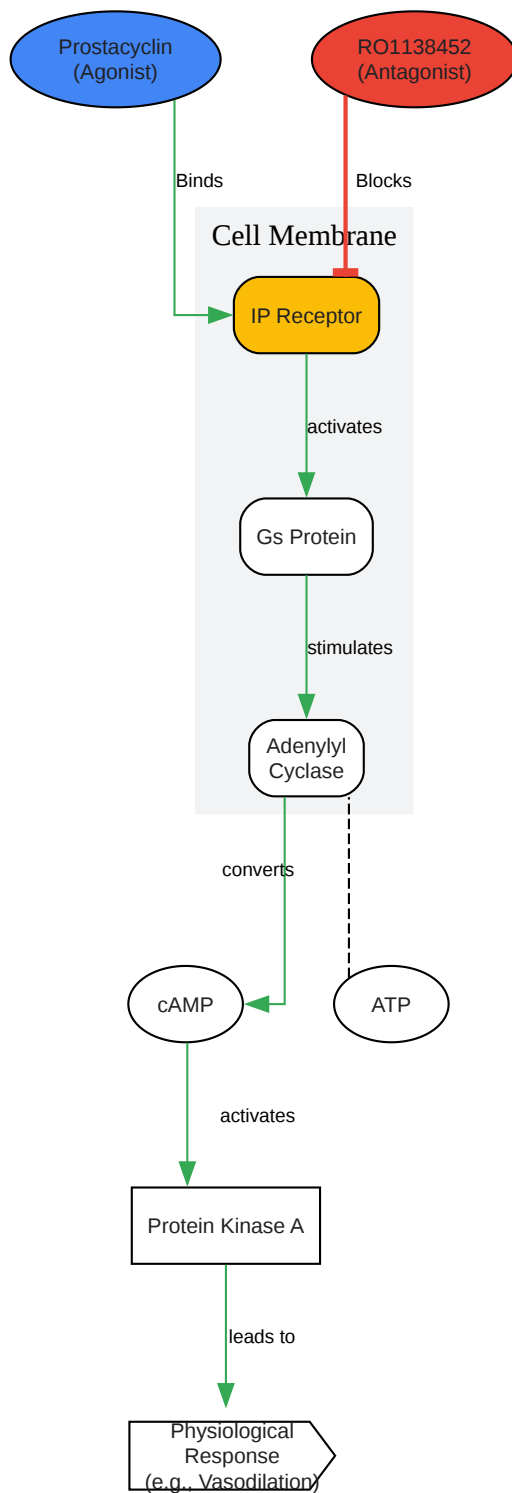 Prostacyclin
(Agonist)
RO1138452
(Antagonist)
Binds
Blocks
Cell Membrane
IP Receptor
activates
Gs Protein
stimulates
Adenylyl
Cyclase
converts
cAMP
ATP
activates
Protein Kinase A
leads to
Physiological
Response
(e.g., Vasodilation)